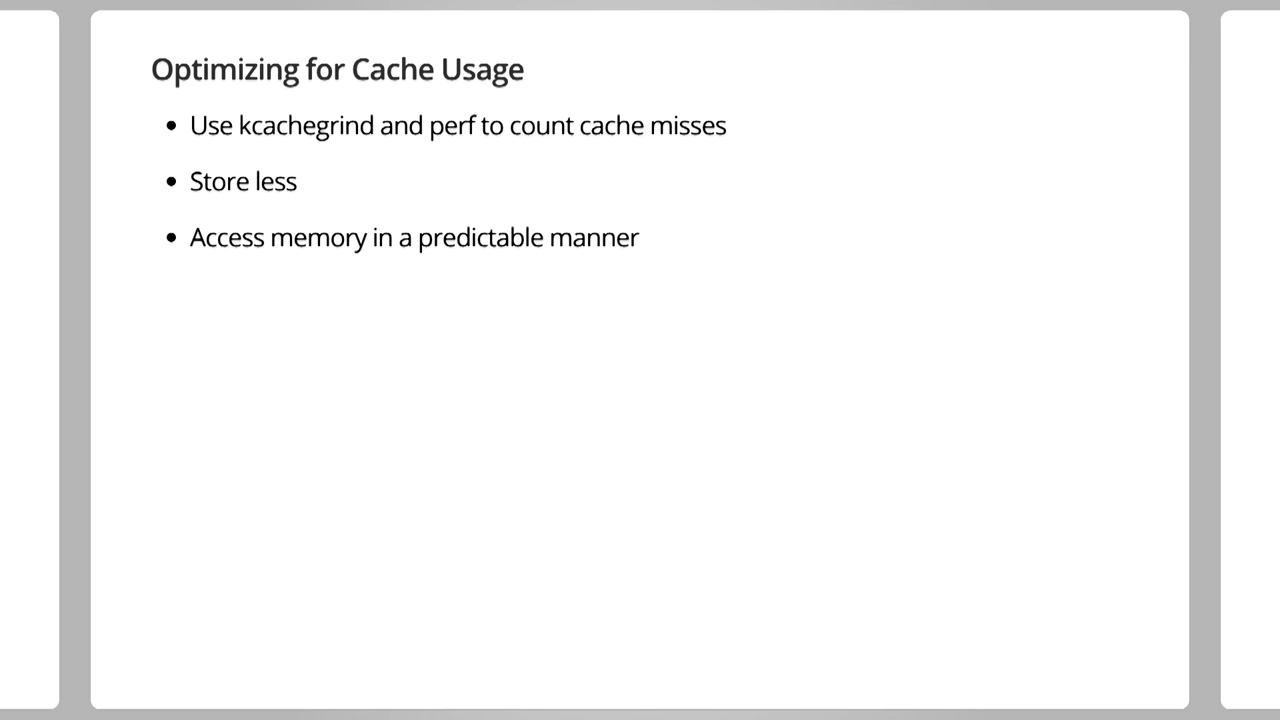 Optimizing for Cache Usage
• Use kcachegrind and perf to count cache misses
• Store less
• Access memory in a predictable manner